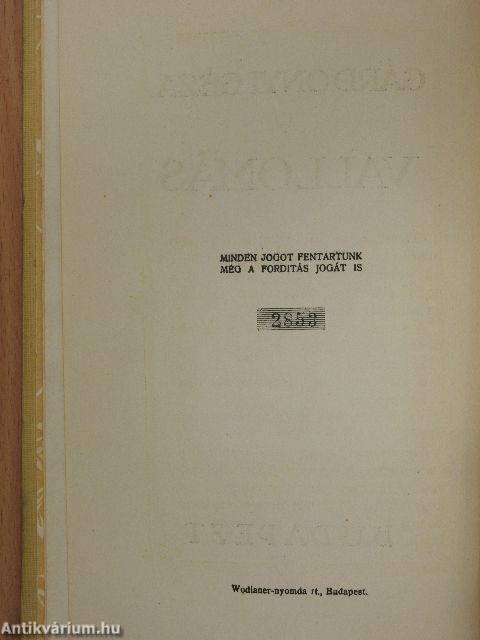 GÁRDONYI GÉZA
VALLOMÁS
MINDEN JOGOT FENTARTUNK
MÉG A FORDITÁS JOGÁT IS
2853
BUDAPEST
Wodianer-nyomda rt., Budapest.
Antikvárium.hu